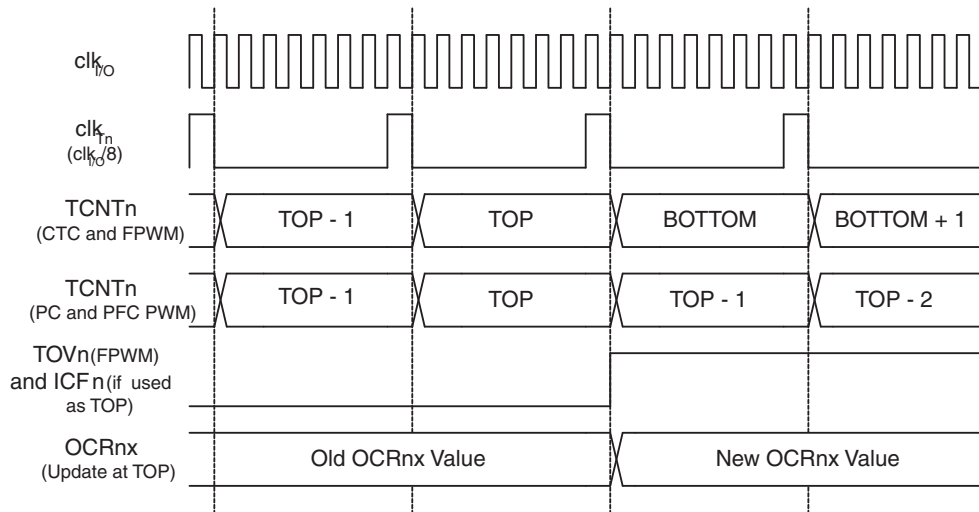 clkI/O
clkTn
(clkI/O/8)
TCNTn
(CTC and FPWM)
TOP - 1
TOP
BOTTOM
BOTTOM + 1
TCNTn
(PC and PFC PWM)
TOP - 1
TOP
TOP - 1
TOP - 2
TOVn(FPWM)
and ICFn(if used
as TOP)
OCRnx
(Update at TOP)
Old OCRnx Value
New OCRnx Value